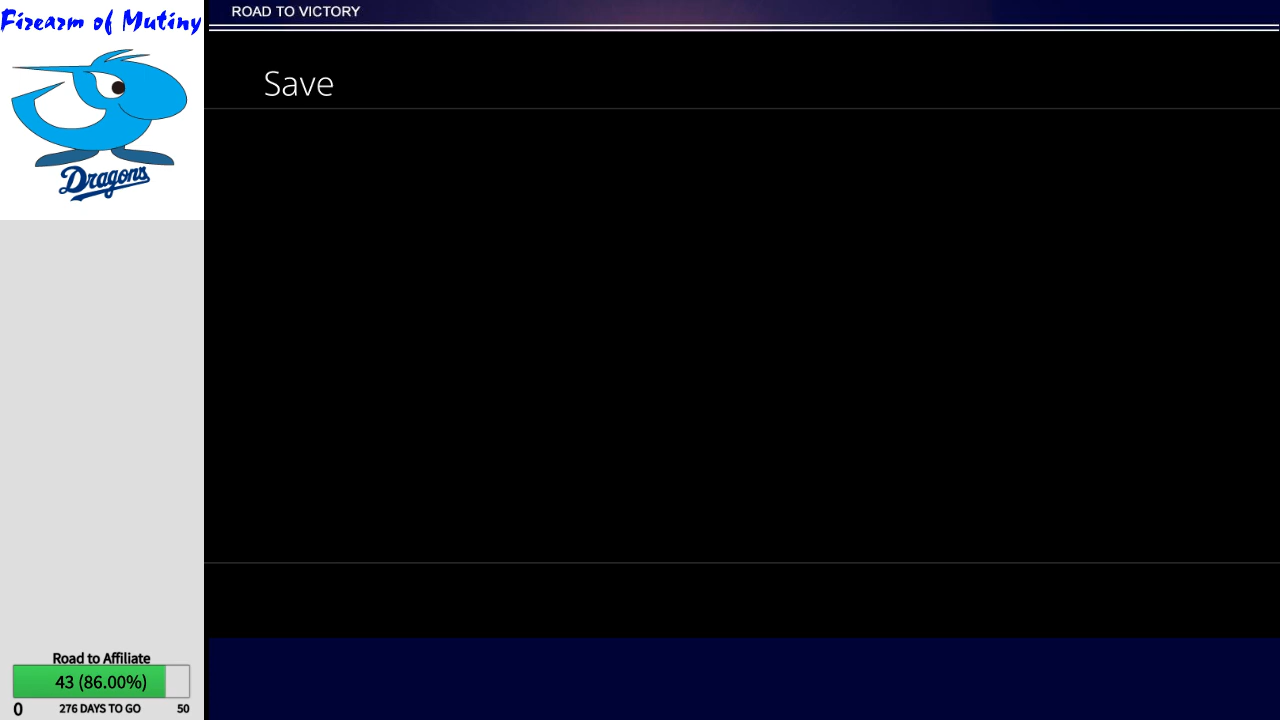 Firearm of Mutiny
Dragons
ROAD TO VICTORY
Save
Road to Affiliate
43 (86.00%)
0
276 DAYS TO GO
50